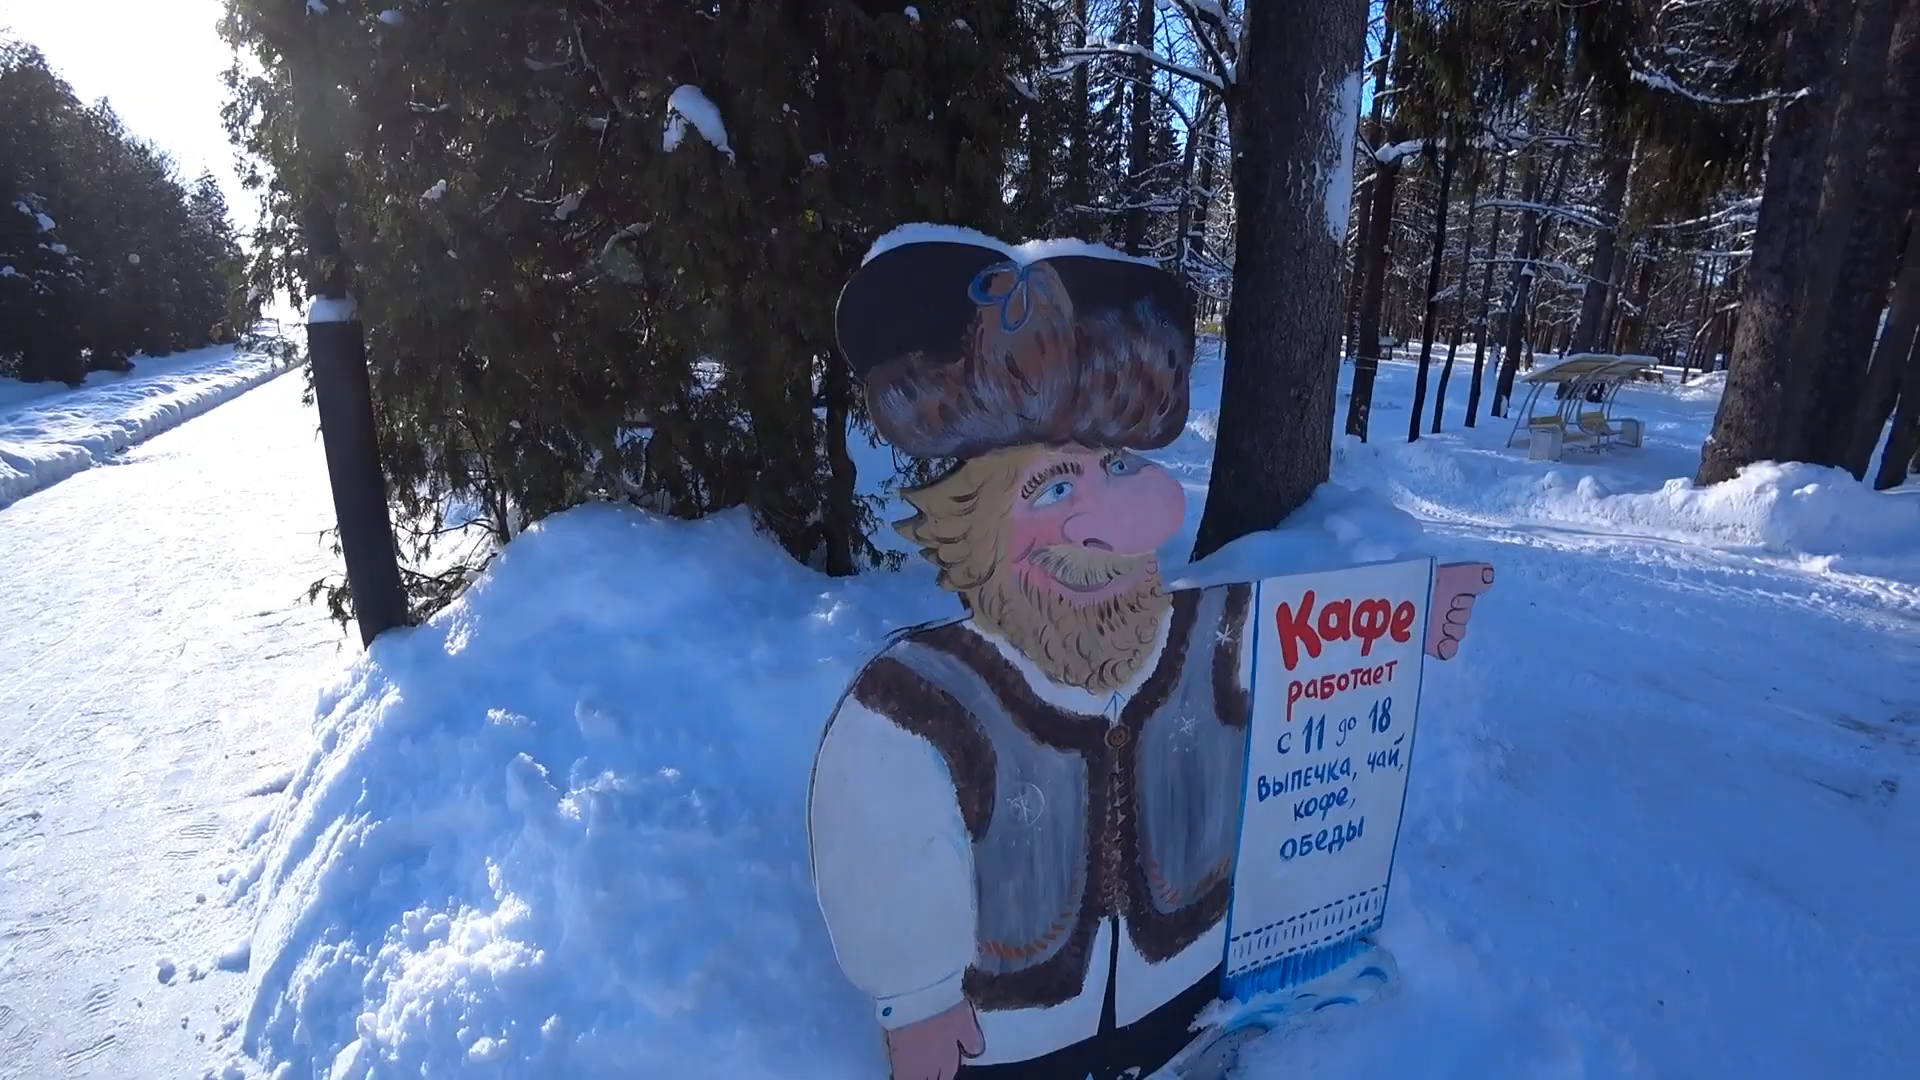 Кафе
работает
с 11 до 18
выпечка, чай,
кофе,
обеды